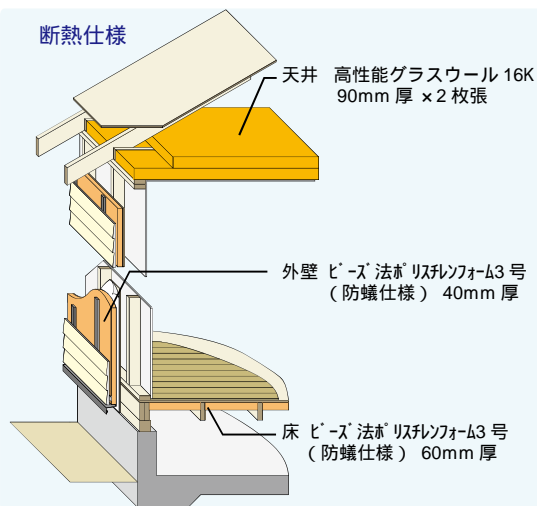 断熱仕様
天井 高性能グラスウール 16K
90mm 厚 ×2 枚張
外壁 ﾋﾞｰｽﾞ法ﾎﾟﾘｽﾁﾚﾝﾌｫｰﾑ3 号
（防蟻仕様） 40mm 厚
床 ﾋﾞｰｽﾞ法ﾎﾟﾘｽﾁﾚﾝﾌｫｰﾑ3 号
（防蟻仕様） 60mm 厚